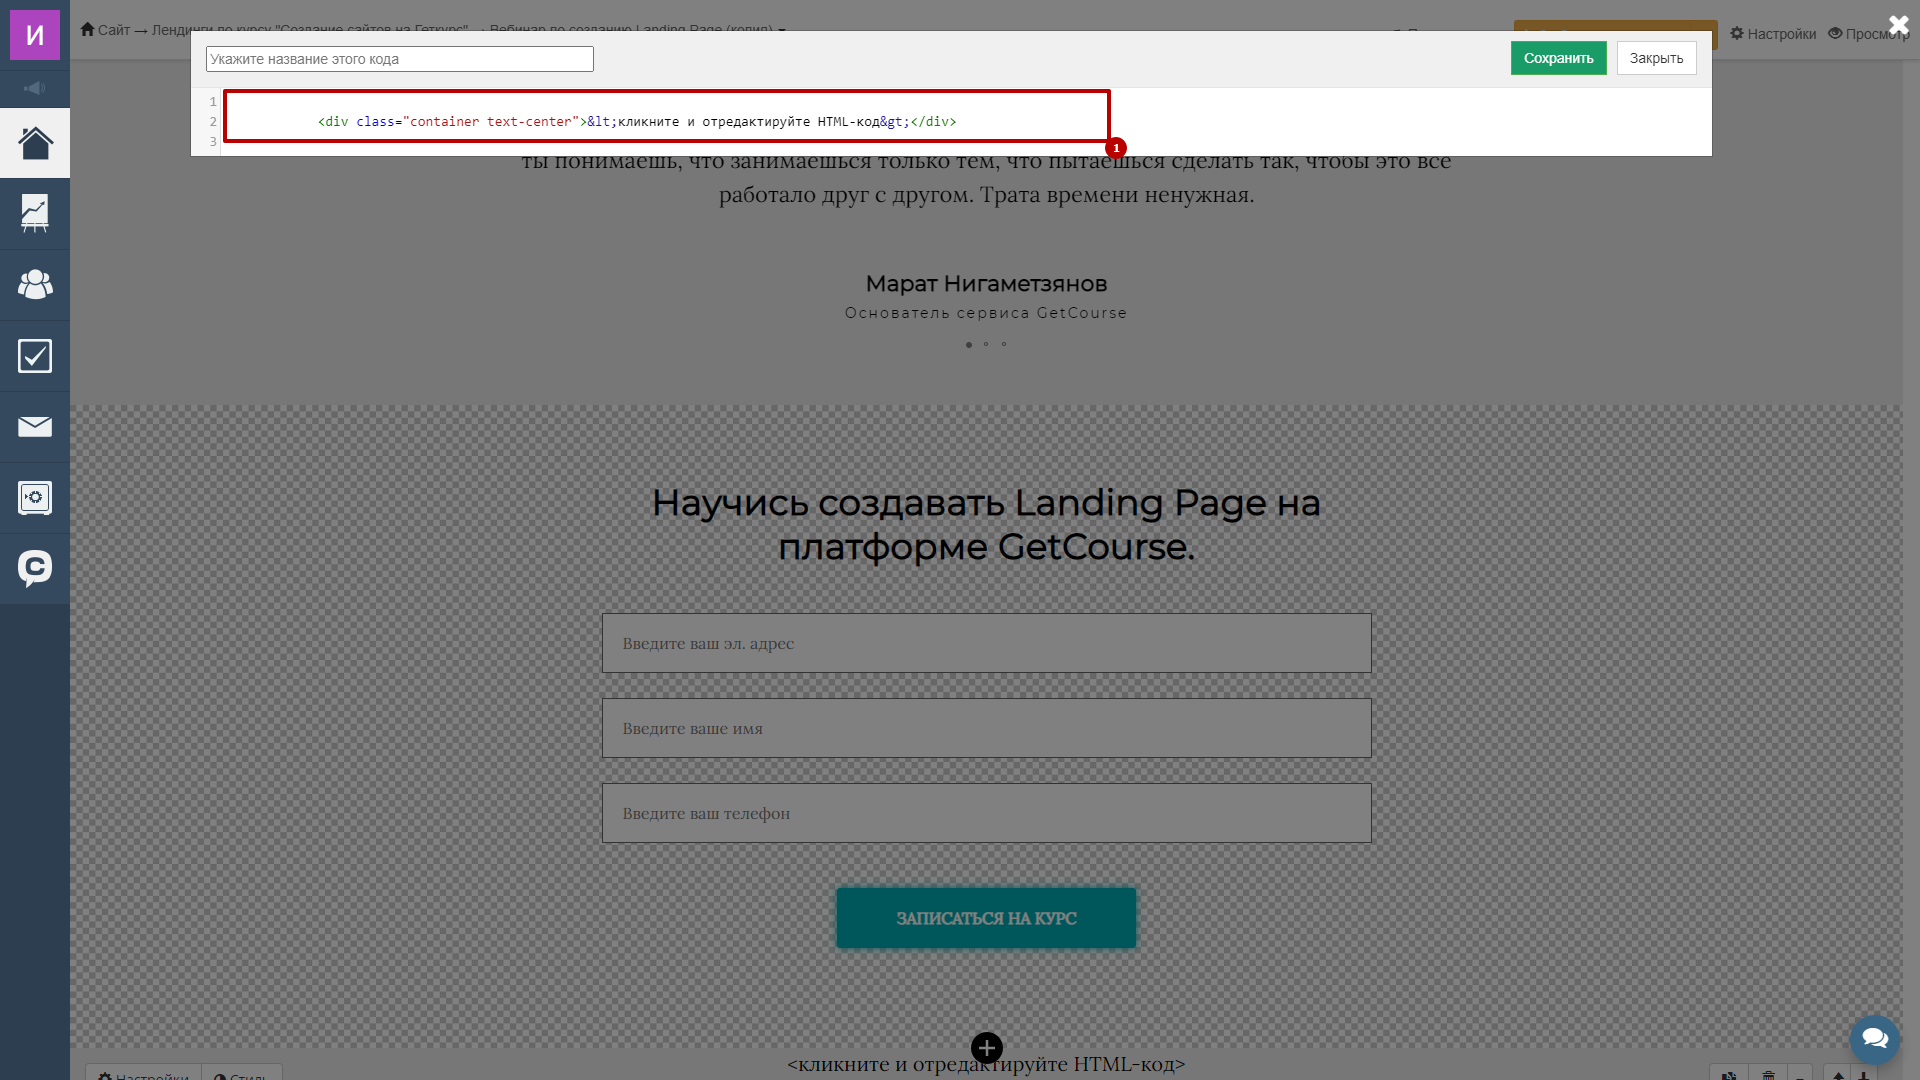 И
Сайт → Лендинги по курсу "Создание сайтов на Геткурс" → Вебинар по созданию Landing Page (копия)
Настройки
Просмотр
Укажите название этого кода
Сохранить
Закрыть
1
2 <div class="container text-center">&lt;кликните и отредактируйте HTML-код&gt;</div>
3
1
ты понимаешь, что занимаешься только тем, что пытаешься сделать так, чтобы это все
работало друг с другом. Трата времени ненужная.
Марат Нигаметзянов
Основатель сервиса GetCourse
Научись создавать Landing Page на
платформе GetCourse.
Введите ваш эл. адрес
Введите ваше имя
Введите ваш телефон
ЗАПИСАТЬСЯ НА КУРС
<кликните и отредактируйте HTML-код>
Настройки
Стиль